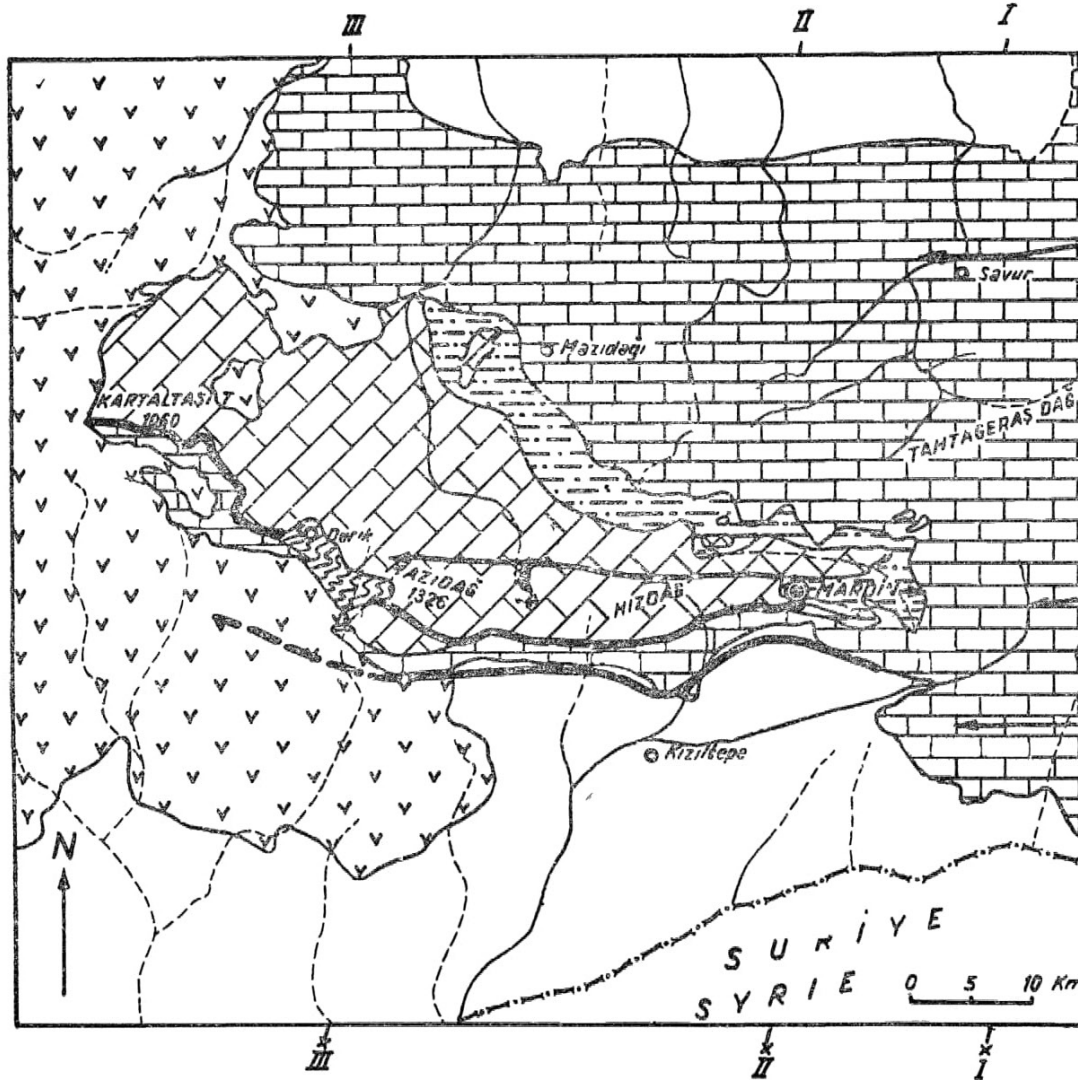 III
II
I
Savur
Mazıdağı
KARTALTAŞI T
1060
TAHTAGERAŞ DAĞ
Derik
MAZIDAĞ
1326
HIZDAĞ
MARDİN
Kızıltepe
N
SURİYE
SYRIE
0 5 10 Km
III
II
I